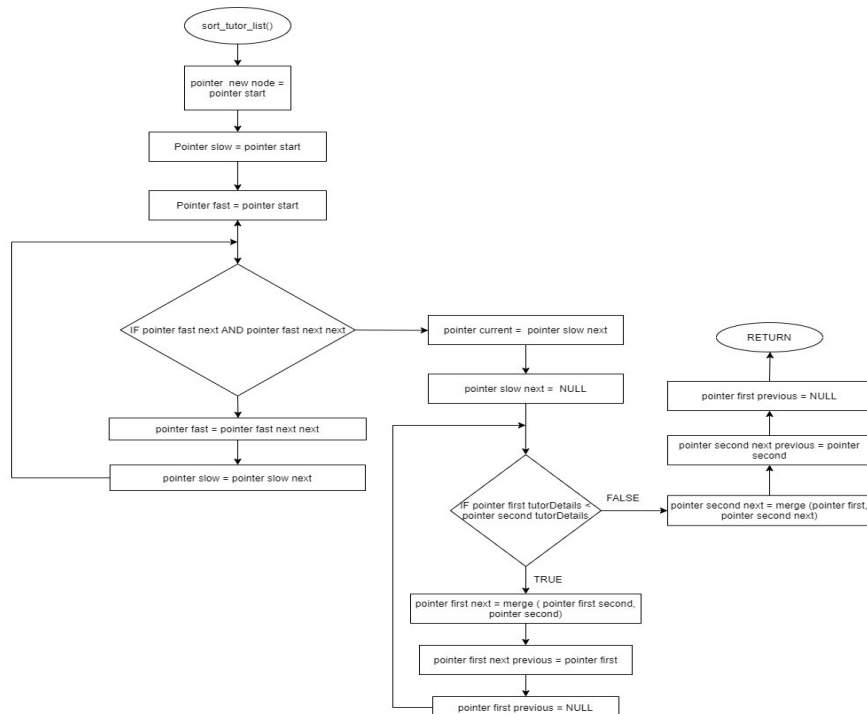 sort_tutor_list()
pointer new node =
pointer start
Pointer slow = pointer start
Pointer fast = pointer start
IF pointer fast next AND pointer fast next next
pointer fast = pointer fast next next
pointer slow = pointer slow next
pointer current = pointer slow next
pointer slow next = NULL
IF pointer first tutorDetails <
pointer second tutorDetails
TRUE
pointer first next = merge ( pointer first second,
pointer second)
pointer first next previous = pointer first
pointer first previous = NULL
FALSE
pointer second next = merge (pointer first,
pointer second next)
pointer second next previous = pointer
second
pointer first previous = NULL
RETURN